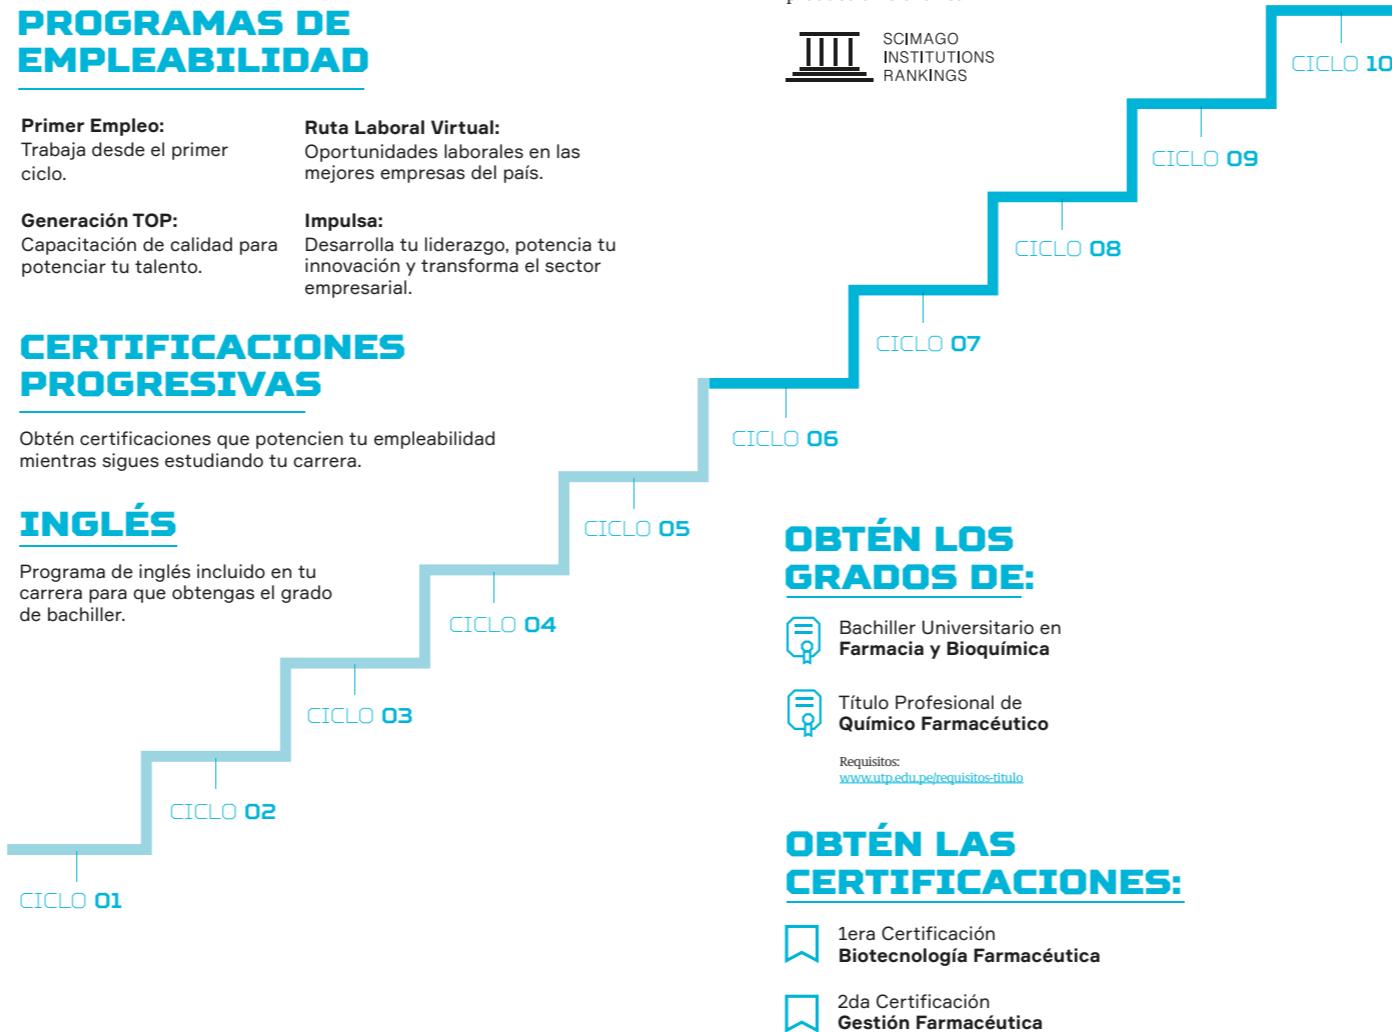 PROGRAMAS DE
EMPLEABILIDAD
Primer Empleo:
Trabaja desde el primer
ciclo.
Ruta Laboral Virtual:
Oportunidades laborales en las
mejores empresas del país.
Generación TOP:
Capacitación de calidad para
potenciar tu talento.
Impulsa:
Desarrolla tu liderazgo, potencia tu
innovación y transforma el sector
empresarial.
CERTIFICACIONES
PROGRESIVAS
Obtén certificaciones que potencien tu empleabilidad
mientras sigues estudiando tu carrera.
INGLÉS
Programa de inglés incluido en tu
carrera para que obtengas el grado
de bachiller.
SCIMAGO
INSTITUTIONS
RANKINGS
CICLO 10
CICLO 09
CICLO 08
CICLO 07
CICLO 06
CICLO 05
CICLO 04
CICLO 03
CICLO 02
CICLO 01
OBTÉN LOS
GRADOS DE:
Bachiller Universitario en
Farmacia y Bioquímica
Título Profesional de
Químico Farmacéutico
Requisitos:
www.utp.edu.pe/requisitos-titulo
OBTÉN LAS
CERTIFICACIONES:
1era Certificación
Biotecnología Farmacéutica
2da Certificación
Gestión Farmacéutica